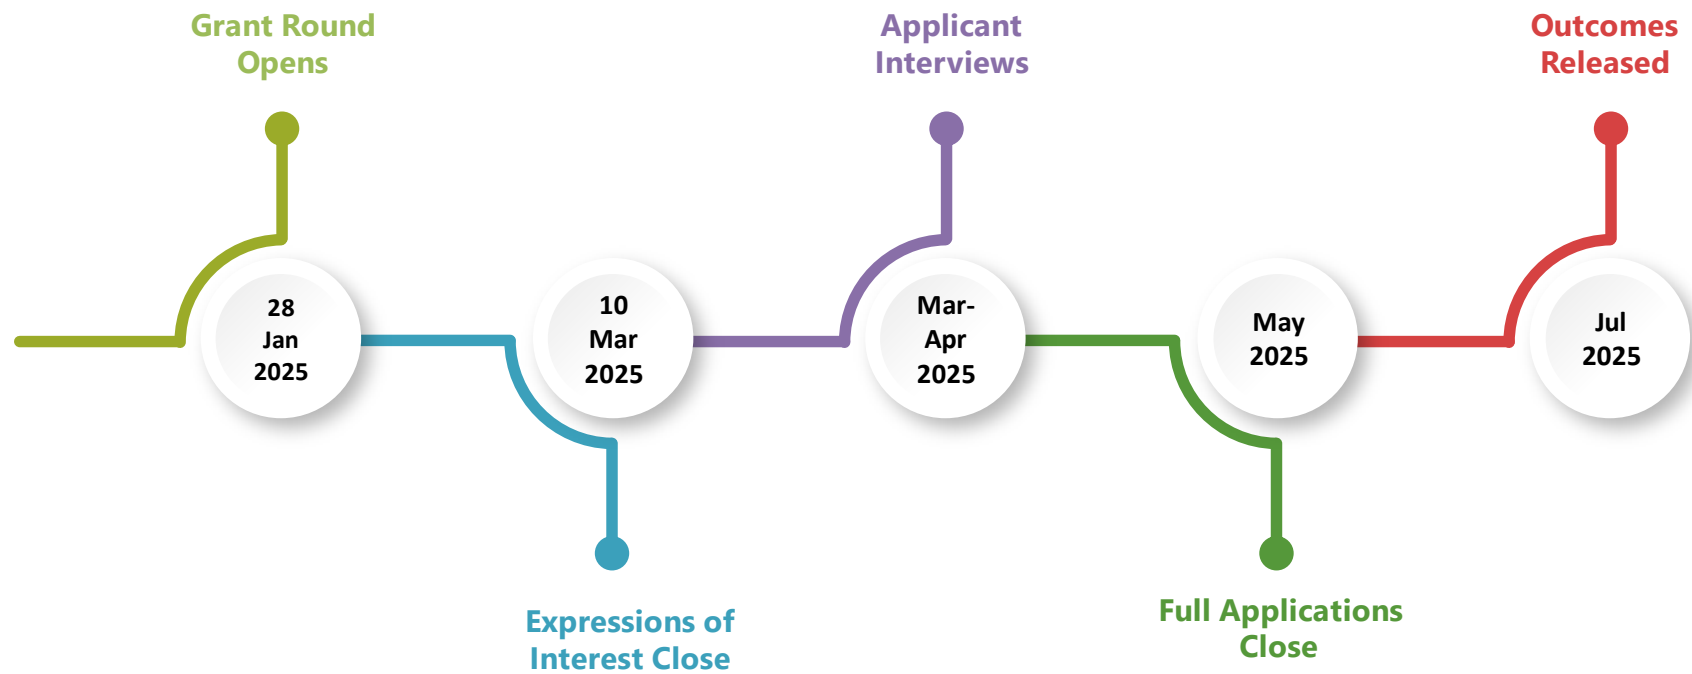 Grant Round
Opens
Applicant
Interviews
Outcomes
Released
28
Jan
2025
10
Mar
2025
Mar-
Apr
2025
May
2025
Jul
2025
Expressions of
Interest Close
Full Applications
Close